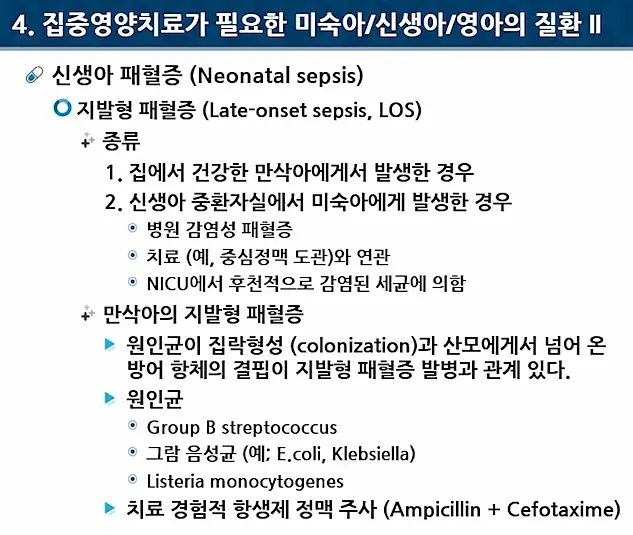 4. 집중영양치료가 필요한 미숙아/신생아/영아의 질환 II
신생아 패혈증 (Neonatal sepsis)
지발형 패혈증 (Late-onset sepsis, LOS)
종류
1. 집에서 건강한 만삭아에게서 발생한 경우
2. 신생아 중환자실에서 미숙아에게 발생한 경우
병원 감염성 패혈증
치료 (예, 중심정맥 도관)와 연관
NICU에서 후천적으로 감염된 세균에 의함
만삭아의 지발형 패혈증
원인균이 집락형성 (colonization)과 산모에게서 넘어 온
방어 항체의 결핍이 지발형 패혈증 발병과 관계 있다.
원인균
Group B streptococcus
그람 음성균 (예; E.coli, Klebsiella)
Listeria monocytogenes
치료 경험적 항생제 정맥 주사 (Ampicillin + Cefotaxime)